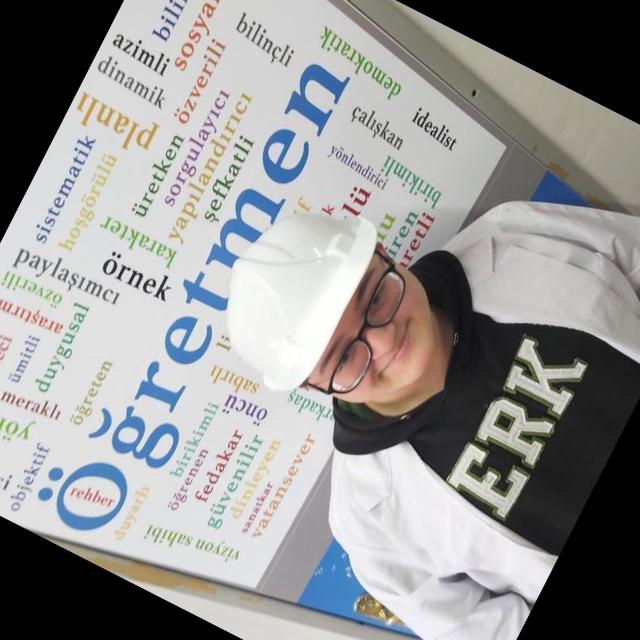 azimli
dinamik
planlı
özverili
bilinçli
demokratik
çalışkan
idealist
yönlendirici
birikimli
üretken
sorgulayıcı
yapılandırıcı
şefkatli
sistematik
hoşgörülü
karakter
paylaşımcı
örnek
özverili
duygusal
ümitli
meraklı
öğreten
objektif
Öğretmen
rehber
sabırlı
öncü
birikimli
öğrenen
fedakar
güvenilir
dinleyen
sanatkar
vatansever
vizyon sahibi
duyarlı
ERK